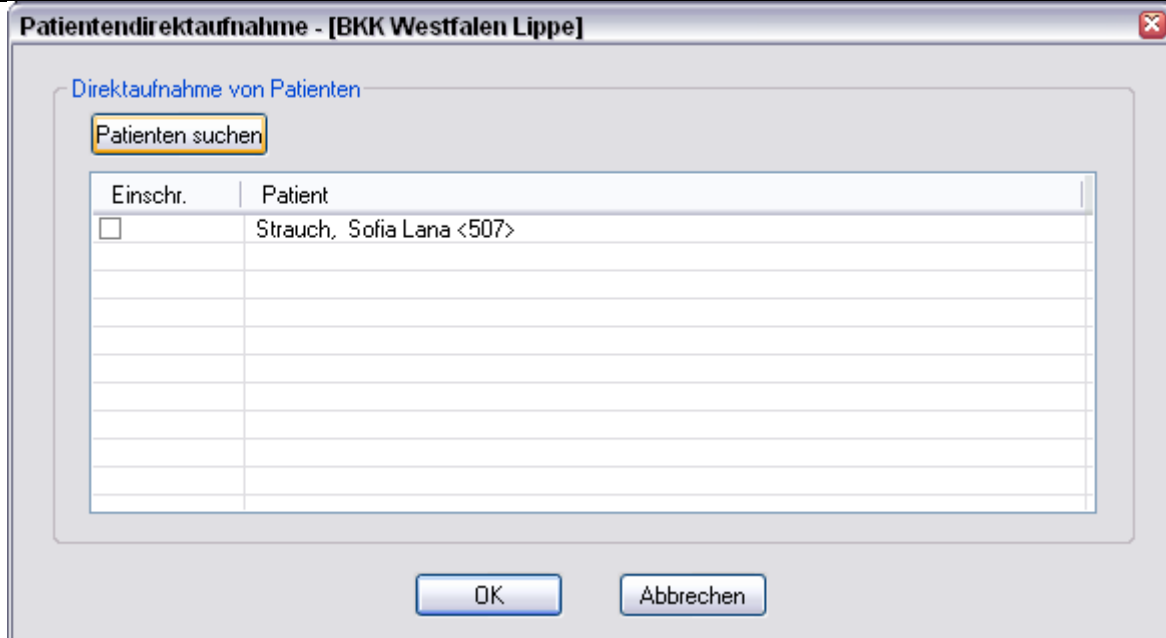 Patientendirektaufnahme - [BKK Westfalen Lippe]
Direktaufnahme von Patienten
Patienten suchen
Einschr. Patient
Strauch, Sofia Lana <507>
OK Abbrechen